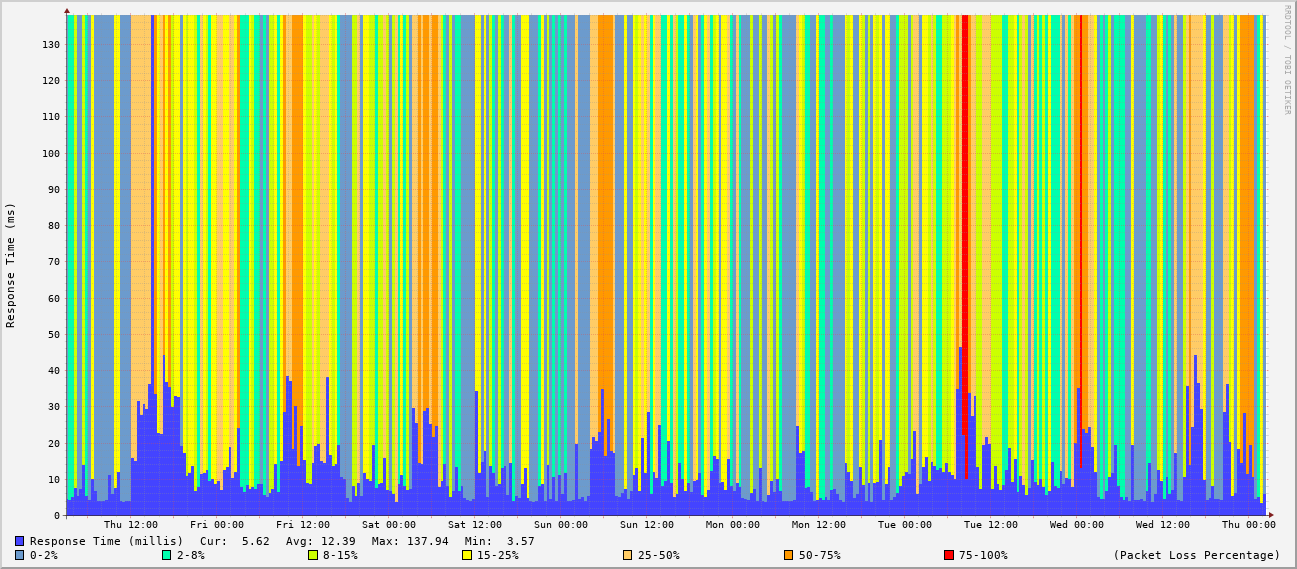 RRDTOOL / TOBI OETIKER
Response Time (ms)
130
120
110
100
90
80
70
60
50
40
30
20
10
0
Thu 12:00 Fri 00:00 Fri 12:00 Sat 00:00 Sat 12:00 Sun 00:00 Sun 12:00 Mon 00:00 Mon 12:00 Tue 00:00 Tue 12:00 Wed 00:00 Wed 12:00 Thu 00:00
Response Time (millis) Cur: 5.62 Avg: 12.39 Max: 137.94 Min: 3.57
0-2% 2-8% 8-15% 15-25% 25-50% 50-75% 75-100% (Packet Loss Percentage)